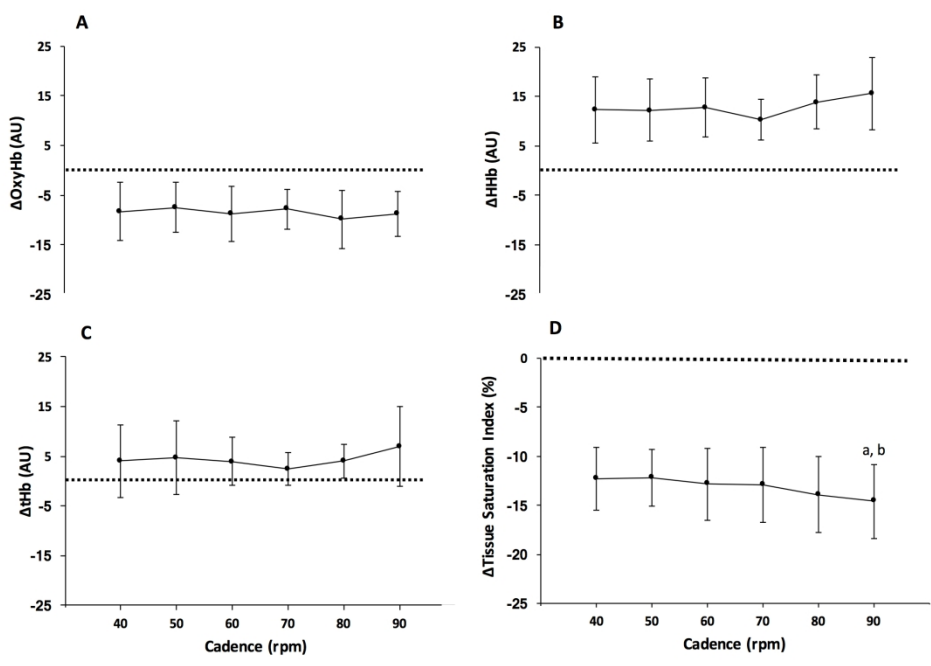 A
25
15
5
-5
-15
-25
ΔOxyHb (AU)
B
25
15
5
-5
-15
-25
ΔHHb (AU)
C
25
15
5
-5
-15
-25
ΔtHb (AU)
40 50 60 70 80 90
Cadence (rpm)
D
0
-5
-10
-15
-20
-25
ΔTissue Saturation Index (%)
a, b
40 50 60 70 80 90
Cadence (rpm)